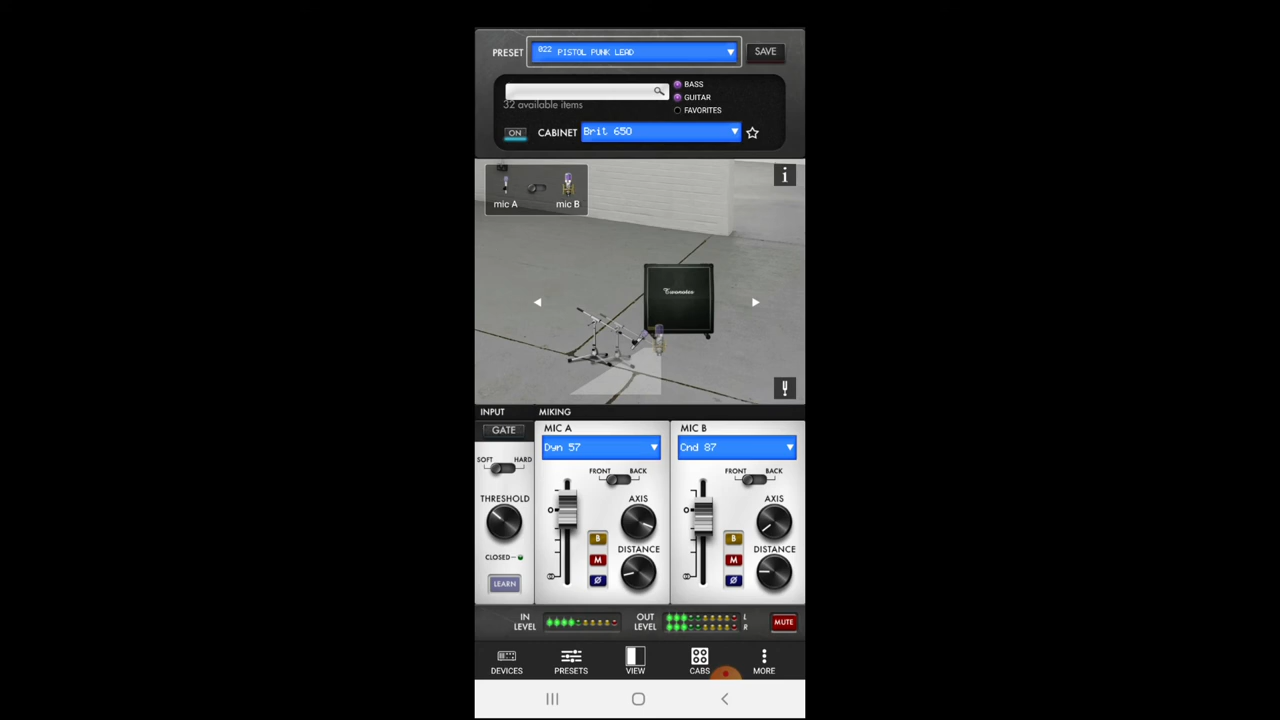 PRESET 022 PISTOL PUNK LEAD SAVE
BASS
GUITAR
32 available items
FAVORITES
ON CABINET Brit 65O
i
mic A mic B
INPUT MIKING
GATE
MIC A MIC B
Dyn 57 Cnd 87
SOFT HARD
FRONT BACK FRONT BACK
THRESHOLD AXIS AXIS
O O
B B
DISTANCE DISTANCE
CLOSED
M M
Ø Ø
LEARN
IN LEVEL OUT LEVEL L R MUTE
DEVICES PRESETS VIEW CABS MORE